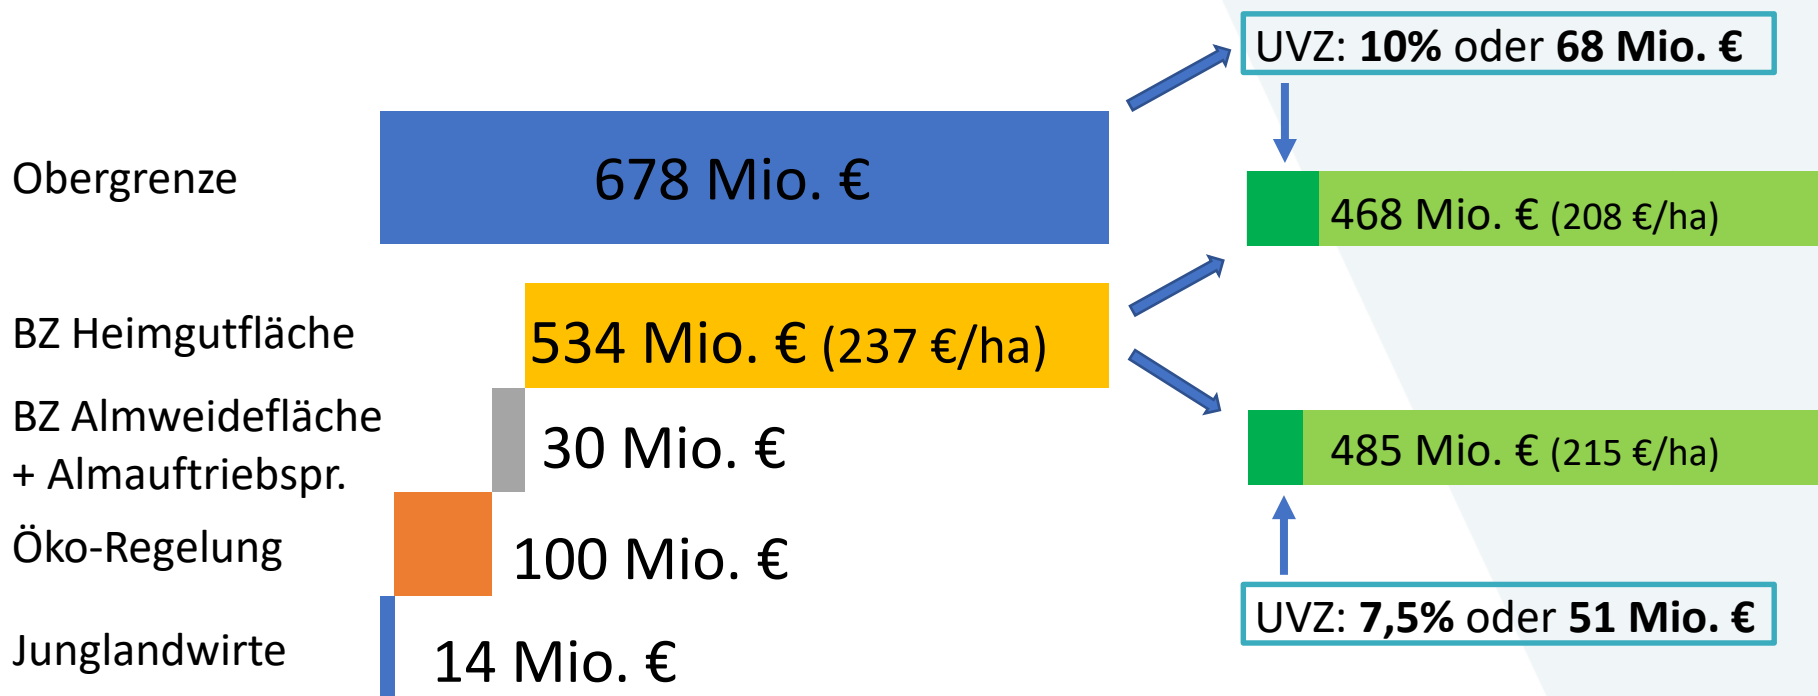 UVZ: 10% oder 68 Mio. €
Obergrenze
678 Mio. €
468 Mio. € (208 €/ha)
BZ Heimgutfläche
534 Mio. € (237 €/ha)
BZ Almweidefläche
+ Almauftriebspr.
30 Mio. €
485 Mio. € (215 €/ha)
Öko-Regelung
100 Mio. €
UVZ: 7,5% oder 51 Mio. €
Junglandwirte
14 Mio. €